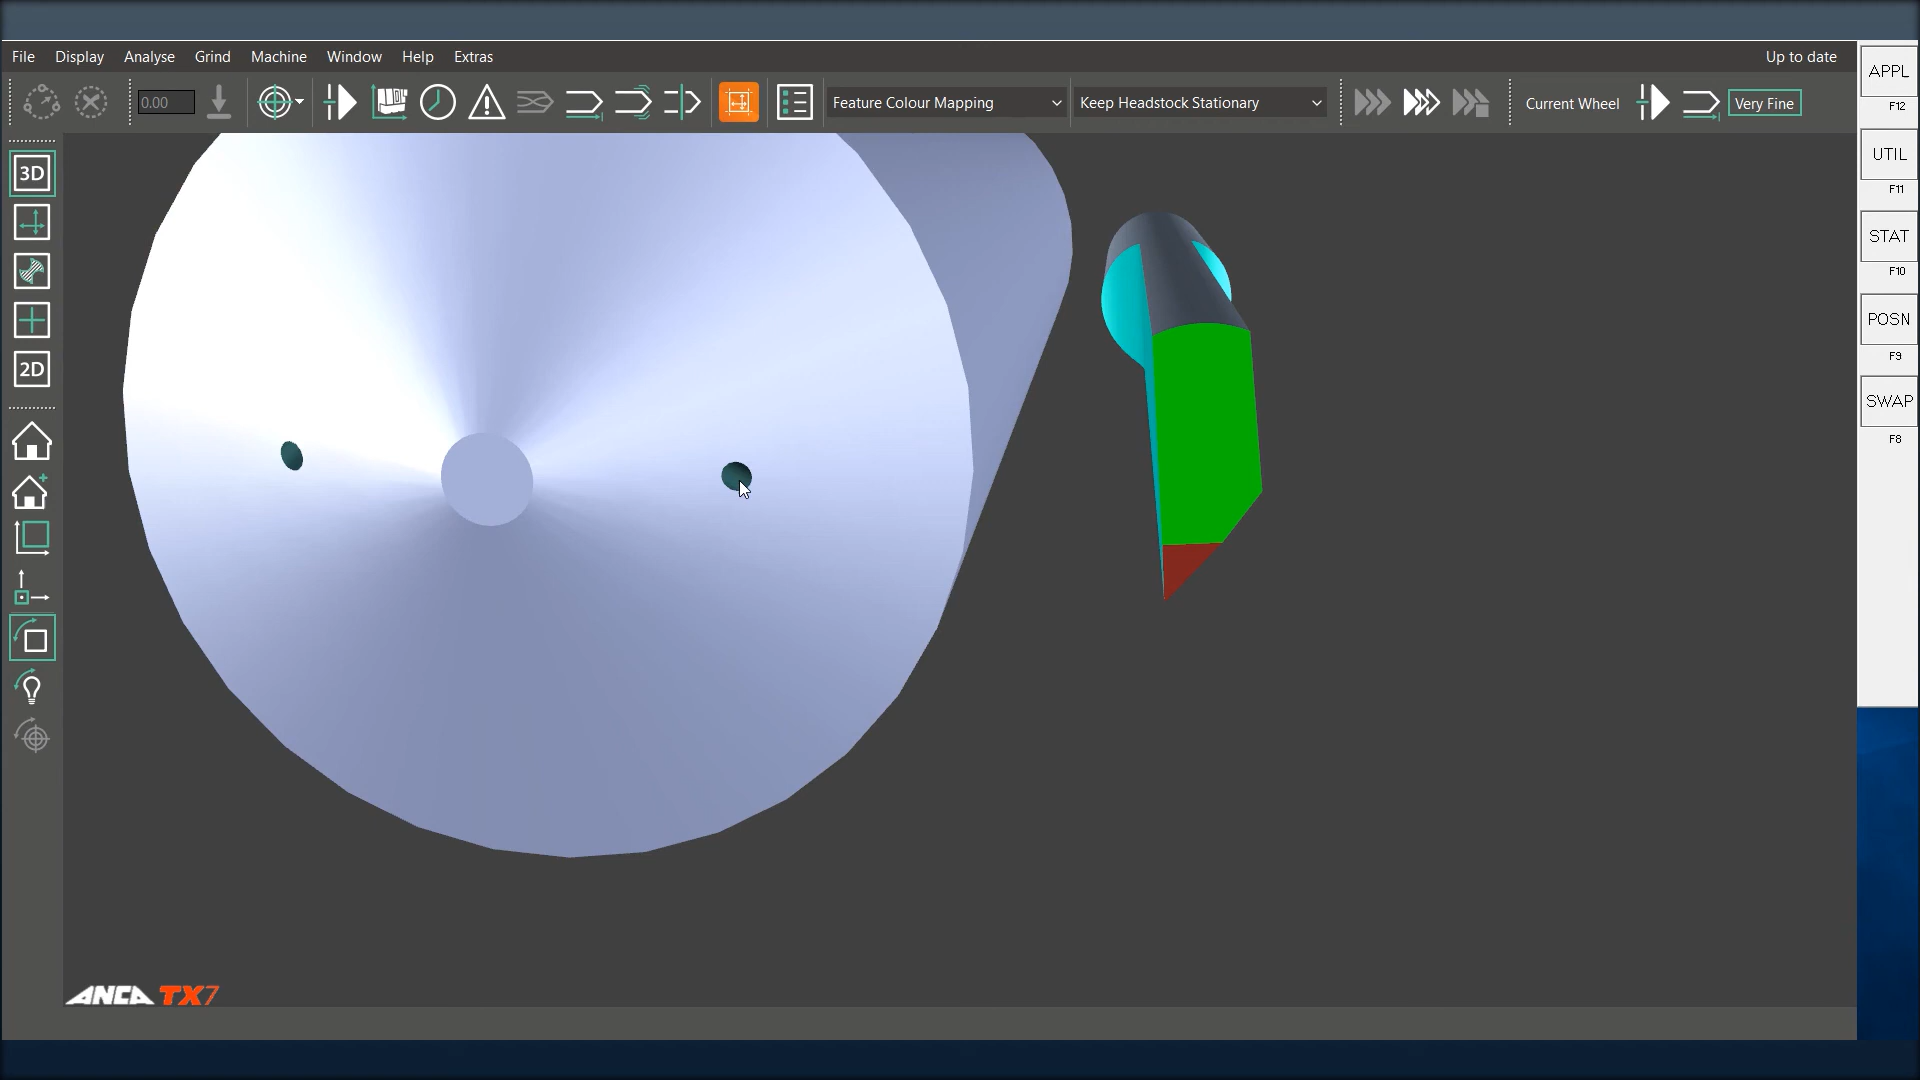 File Display Analyse Grind Machine Window Help Extras Up to date
0.00 Feature Colour Mapping Keep Headstock Stationary Current Wheel Very Fine
3D
2D
APPL
F12
UTIL
F11
STAT
F10
POSN
F9
SWAP
F8
ANCA TX7